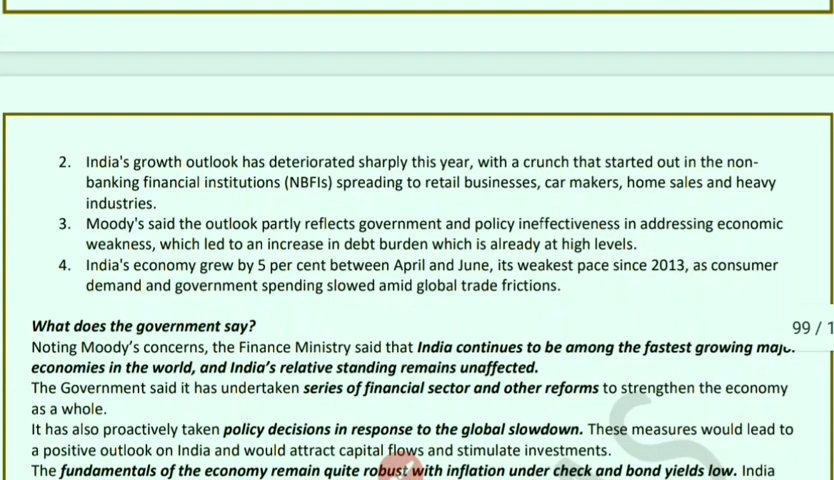 2. India's growth outlook has deteriorated sharply this year, with a crunch that started out in the non-
banking financial institutions (NBFIs) spreading to retail businesses, car makers, home sales and heavy
industries.
3. Moody's said the outlook partly reflects government and policy ineffectiveness in addressing economic
weakness, which led to an increase in debt burden which is already at high levels.
4. India's economy grew by 5 per cent between April and June, its weakest pace since 2013, as consumer
demand and government spending slowed amid global trade frictions.
What does the government say?
99 / 1
Noting Moody's concerns, the Finance Ministry said that India continues to be among the fastest growing
economies in the world, and India's relative standing remains unaffected.
The Government said it has undertaken series of financial sector and other reforms to strengthen the economy
as a whole.
It has also proactively taken policy decisions in response to the global slowdown. These measures would lead to
a positive outlook on India and would attract capital flows and stimulate investments.
The fundamentals of the economy remain quite robust with inflation under check and bond yields low. India